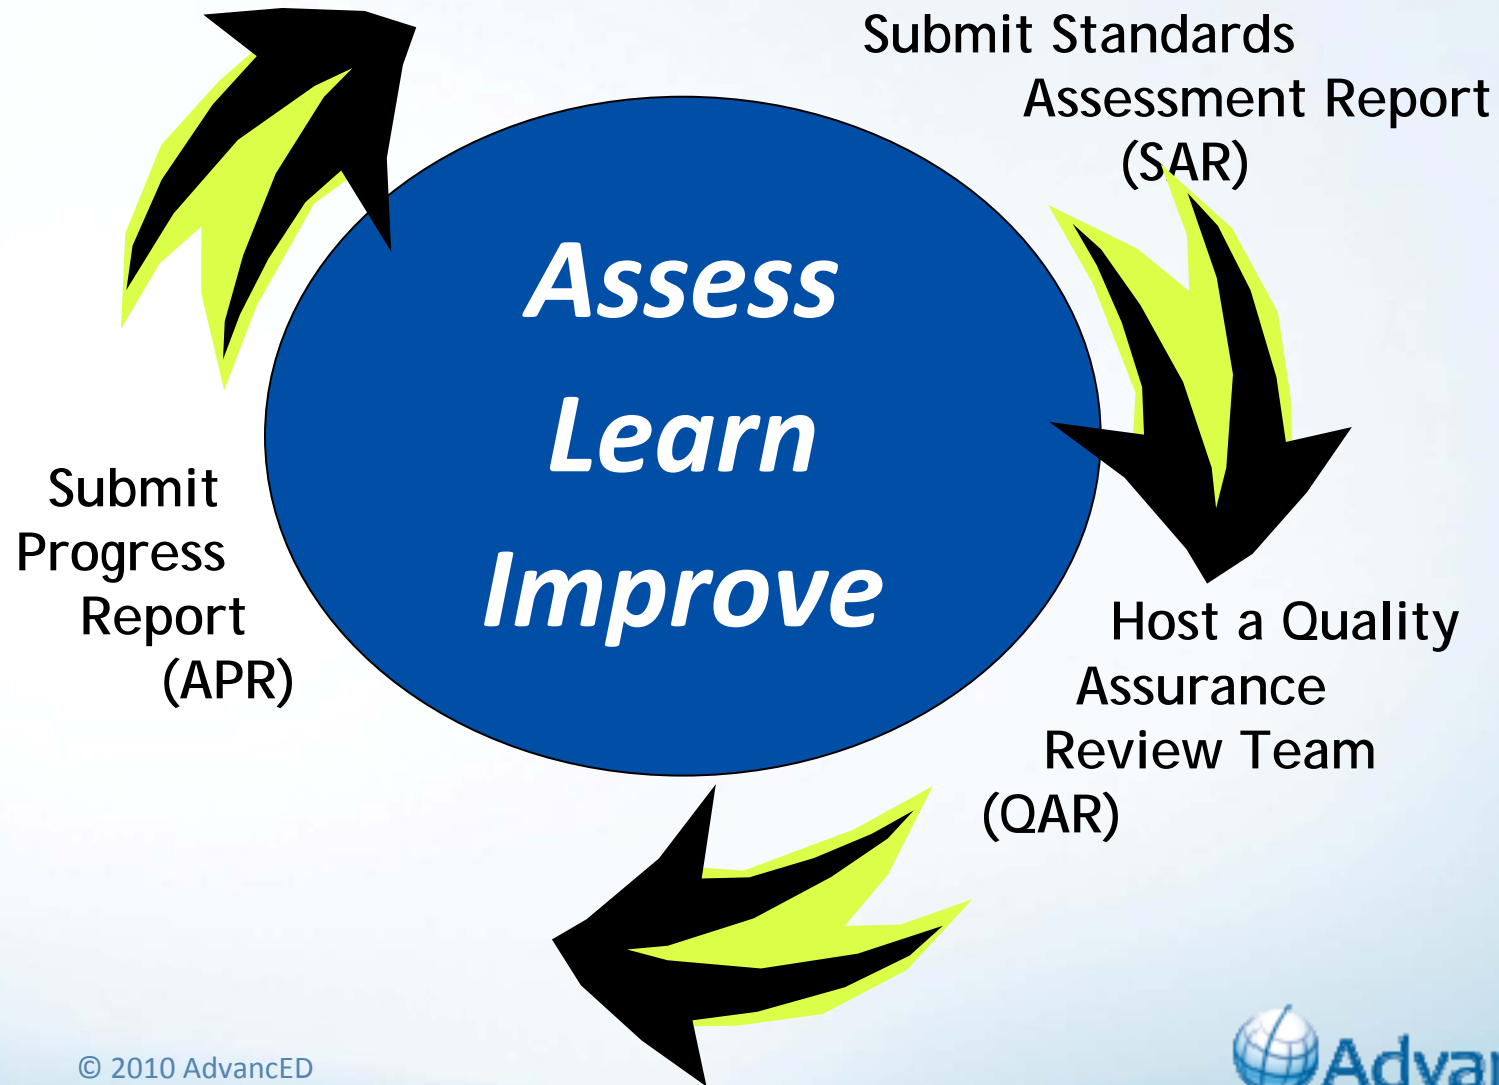 Submit Standards
Assessment Report
(SAR)
Assess
Learn
Improve
Submit
Progress
Report
(APR)
Host a Quality
Assurance
Review Team
(QAR)
© 2010 AdvancED